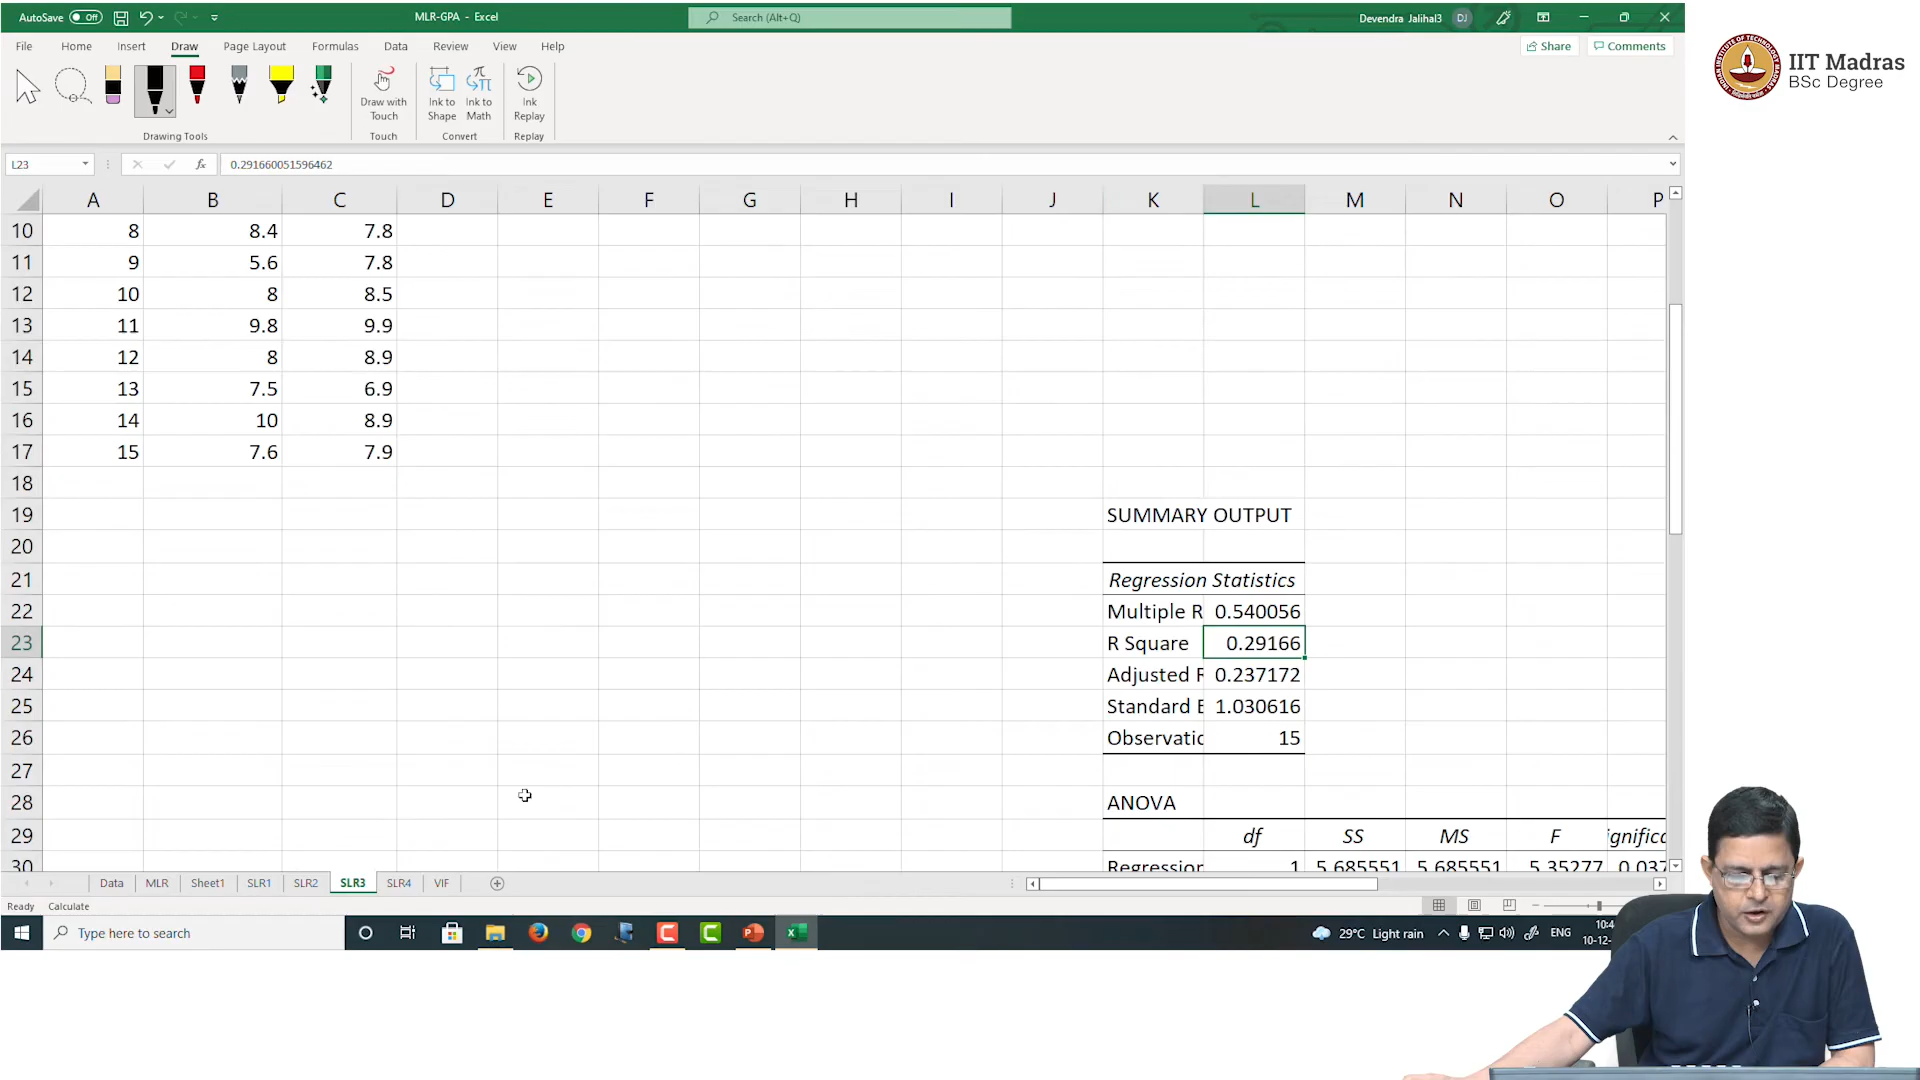 AutoSave Off MLR-GPA - Excel Search (Alt+Q) Devendra Jalihal3 DJ
File Home Insert Draw Page Layout Formulas Data Review View Help Share Comments
IIT Madras
BSc Degree
Draw with Touch
Ink to Shape
Ink to Math
Ink Replay
Drawing Tools Touch Convert Replay
L23 fx 0.291660051596462
A B C D E F G H I J K L M N O P
10 8 8.4 7.8
11 9 5.6 7.8
12 10 8 8.5
13 11 9.8 9.9
14 12 8 8.9
15 13 7.5 6.9
16 14 10 8.9
17 15 7.6 7.9
18
19 SUMMARY OUTPUT
20
21 Regression Statistics
22 Multiple R 0.540056
23 R Square 0.29166
24 Adjusted R 0.237172
25 Standard E 1.030616
26 Observatio 15
27
28 ANOVA
29 df SS MS F ignifica
30 Regression 1 5.685551 5.685551 5.35277 0.037
Data MLR Sheet1 SLR1 SLR2 SLR3 SLR4 VIF
Ready Calculate
Type here to search 29°C Light rain ENG 10:4
10-12-